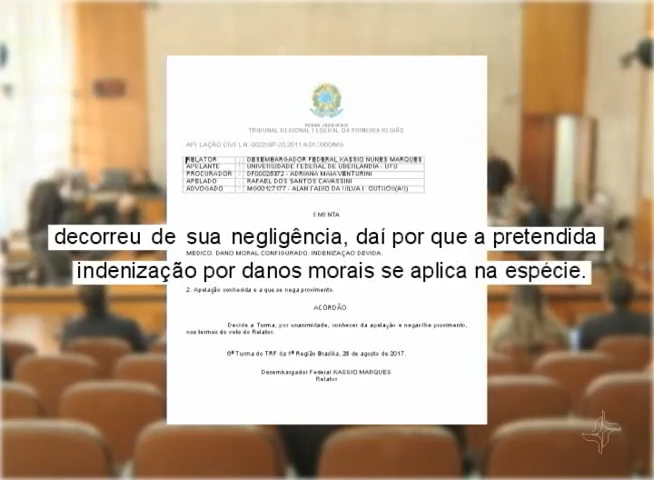 TRIBUNAL REGIONAL FEDERAL DA PRIMEIRA REGIÃO
RELATOR : DESEMBARGADOR FEDERAL KASSIO NUNES MARQUES
APELANTE : UNIVERSIDADE FEDERAL DE UBERLANDIA - UFU
PROCURADOR : ADRIANA MAIA VENTURINI
APELADO : RAFAEL DOS SANTOS
ADVOGADO :
EMENTA
decorreu de sua negligência, daí por que a pretendida
MÉDICO. DANO MORAL CONFIGURADO. INDENIZAÇÃO DEVIDA.
indenização por danos morais se aplica na espécie.
2. Apelação conhecida e a que se nega provimento.
ACÓRDÃO
Decide a Turma, por unanimidade, conhecer da apelação e negar-lhe provimento,
nos termos do voto do Relator.
6ª Turma do TRF da 1ª Região Brasília, 28 de agosto de 2017.
Desembargador Federal KASSIO MARQUES
Relator